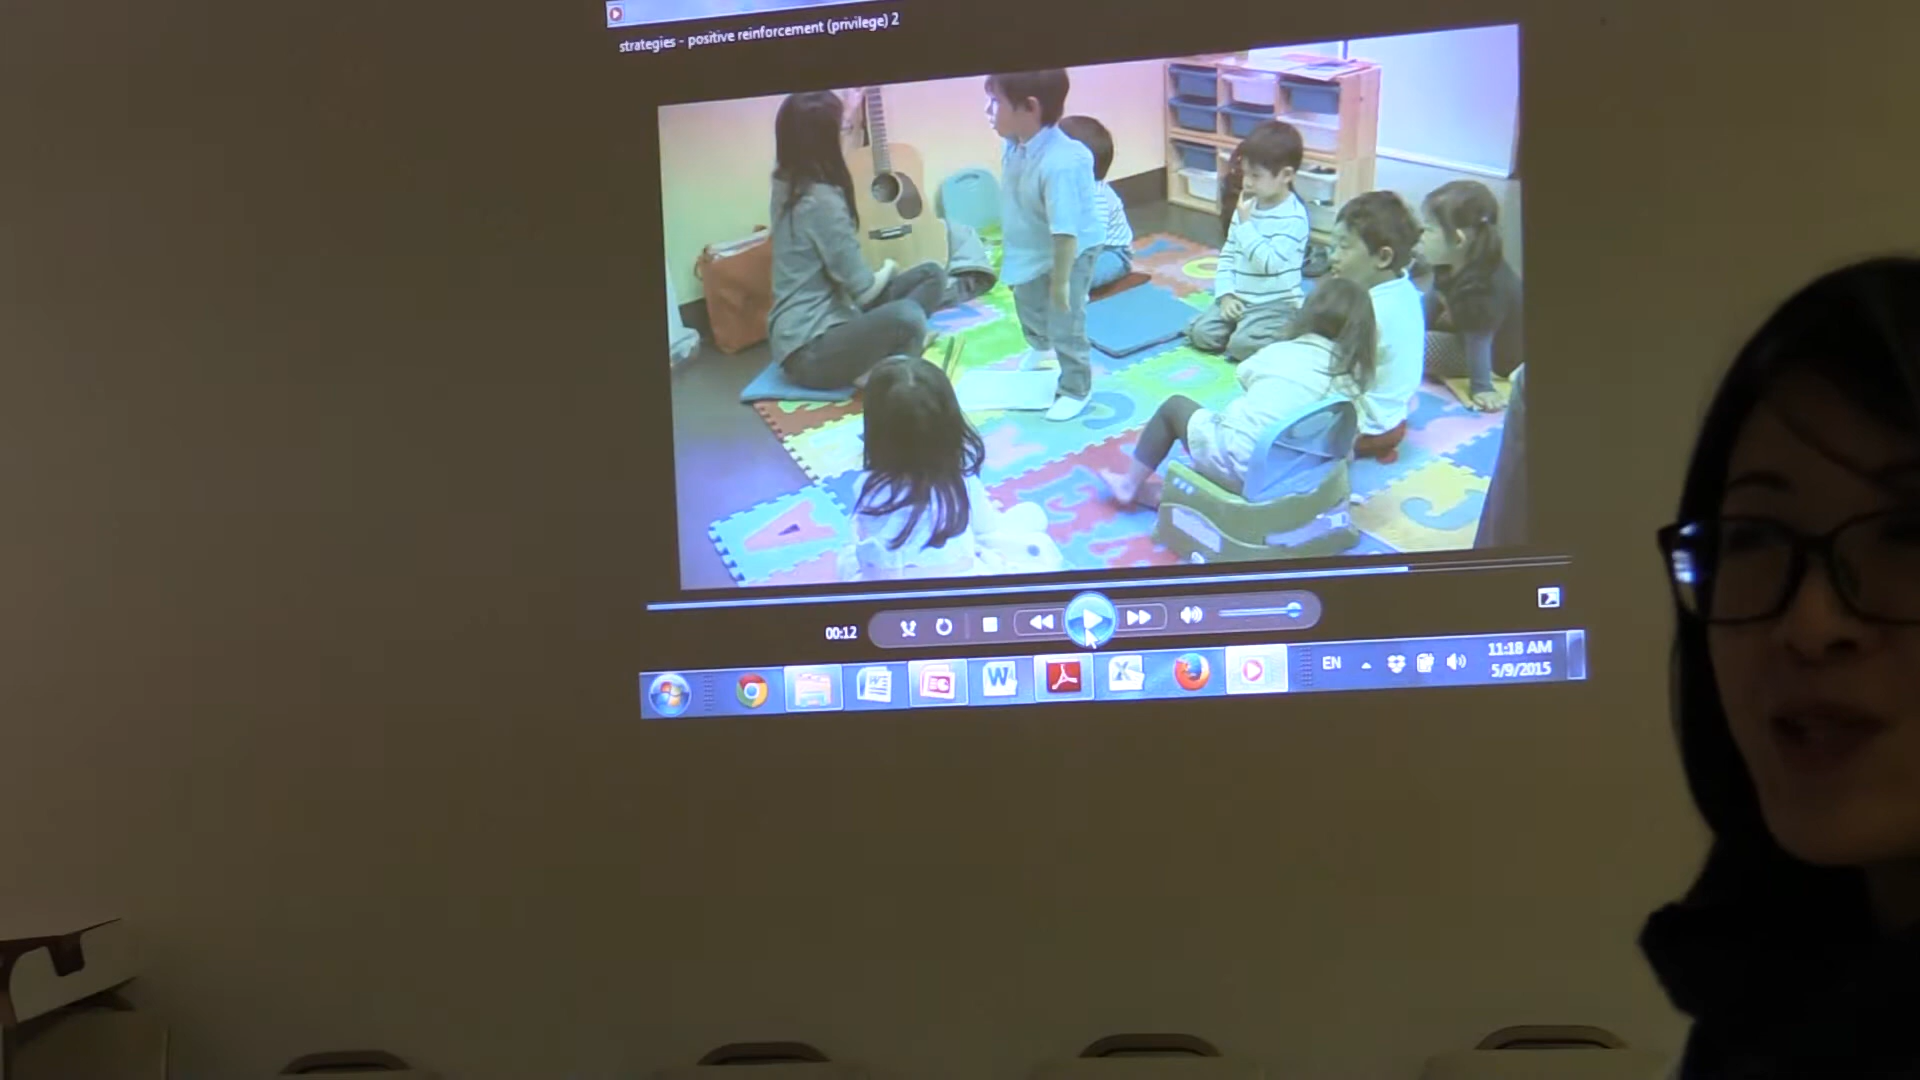 strategies - positive reinforcement (privilege) 2
00:12
EN
11:18 AM
5/9/2015